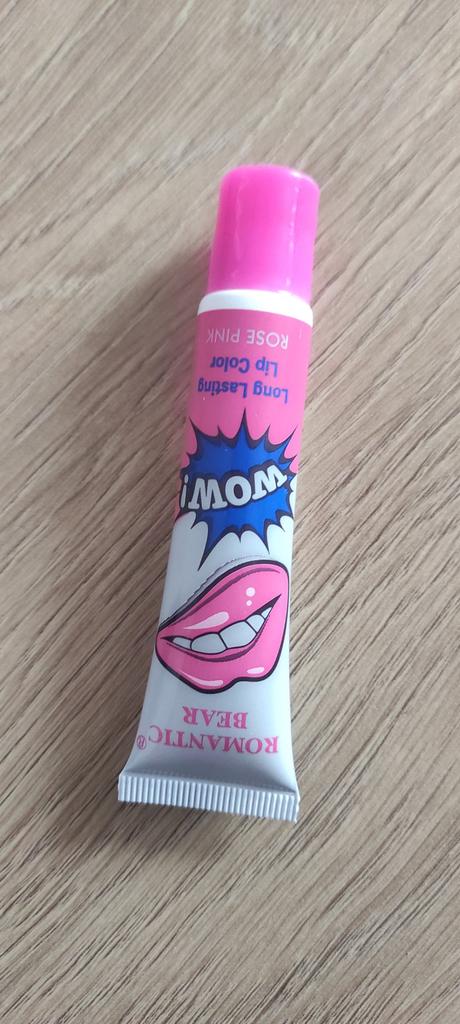 ROMANTIC®
BEAR
WOW!
Long Lasting
Lip Color
ROSE PINK